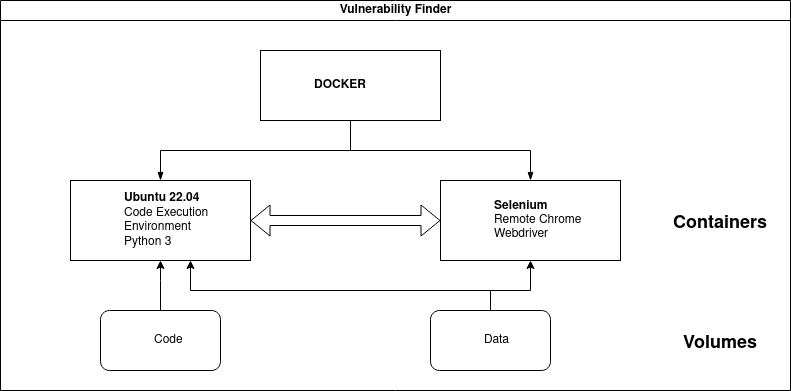 Vulnerability Finder
DOCKER
Ubuntu 22.04
Code Execution
Environment
Python 3
Selenium
Remote Chrome
Webdriver
Containers
Code
Data
Volumes